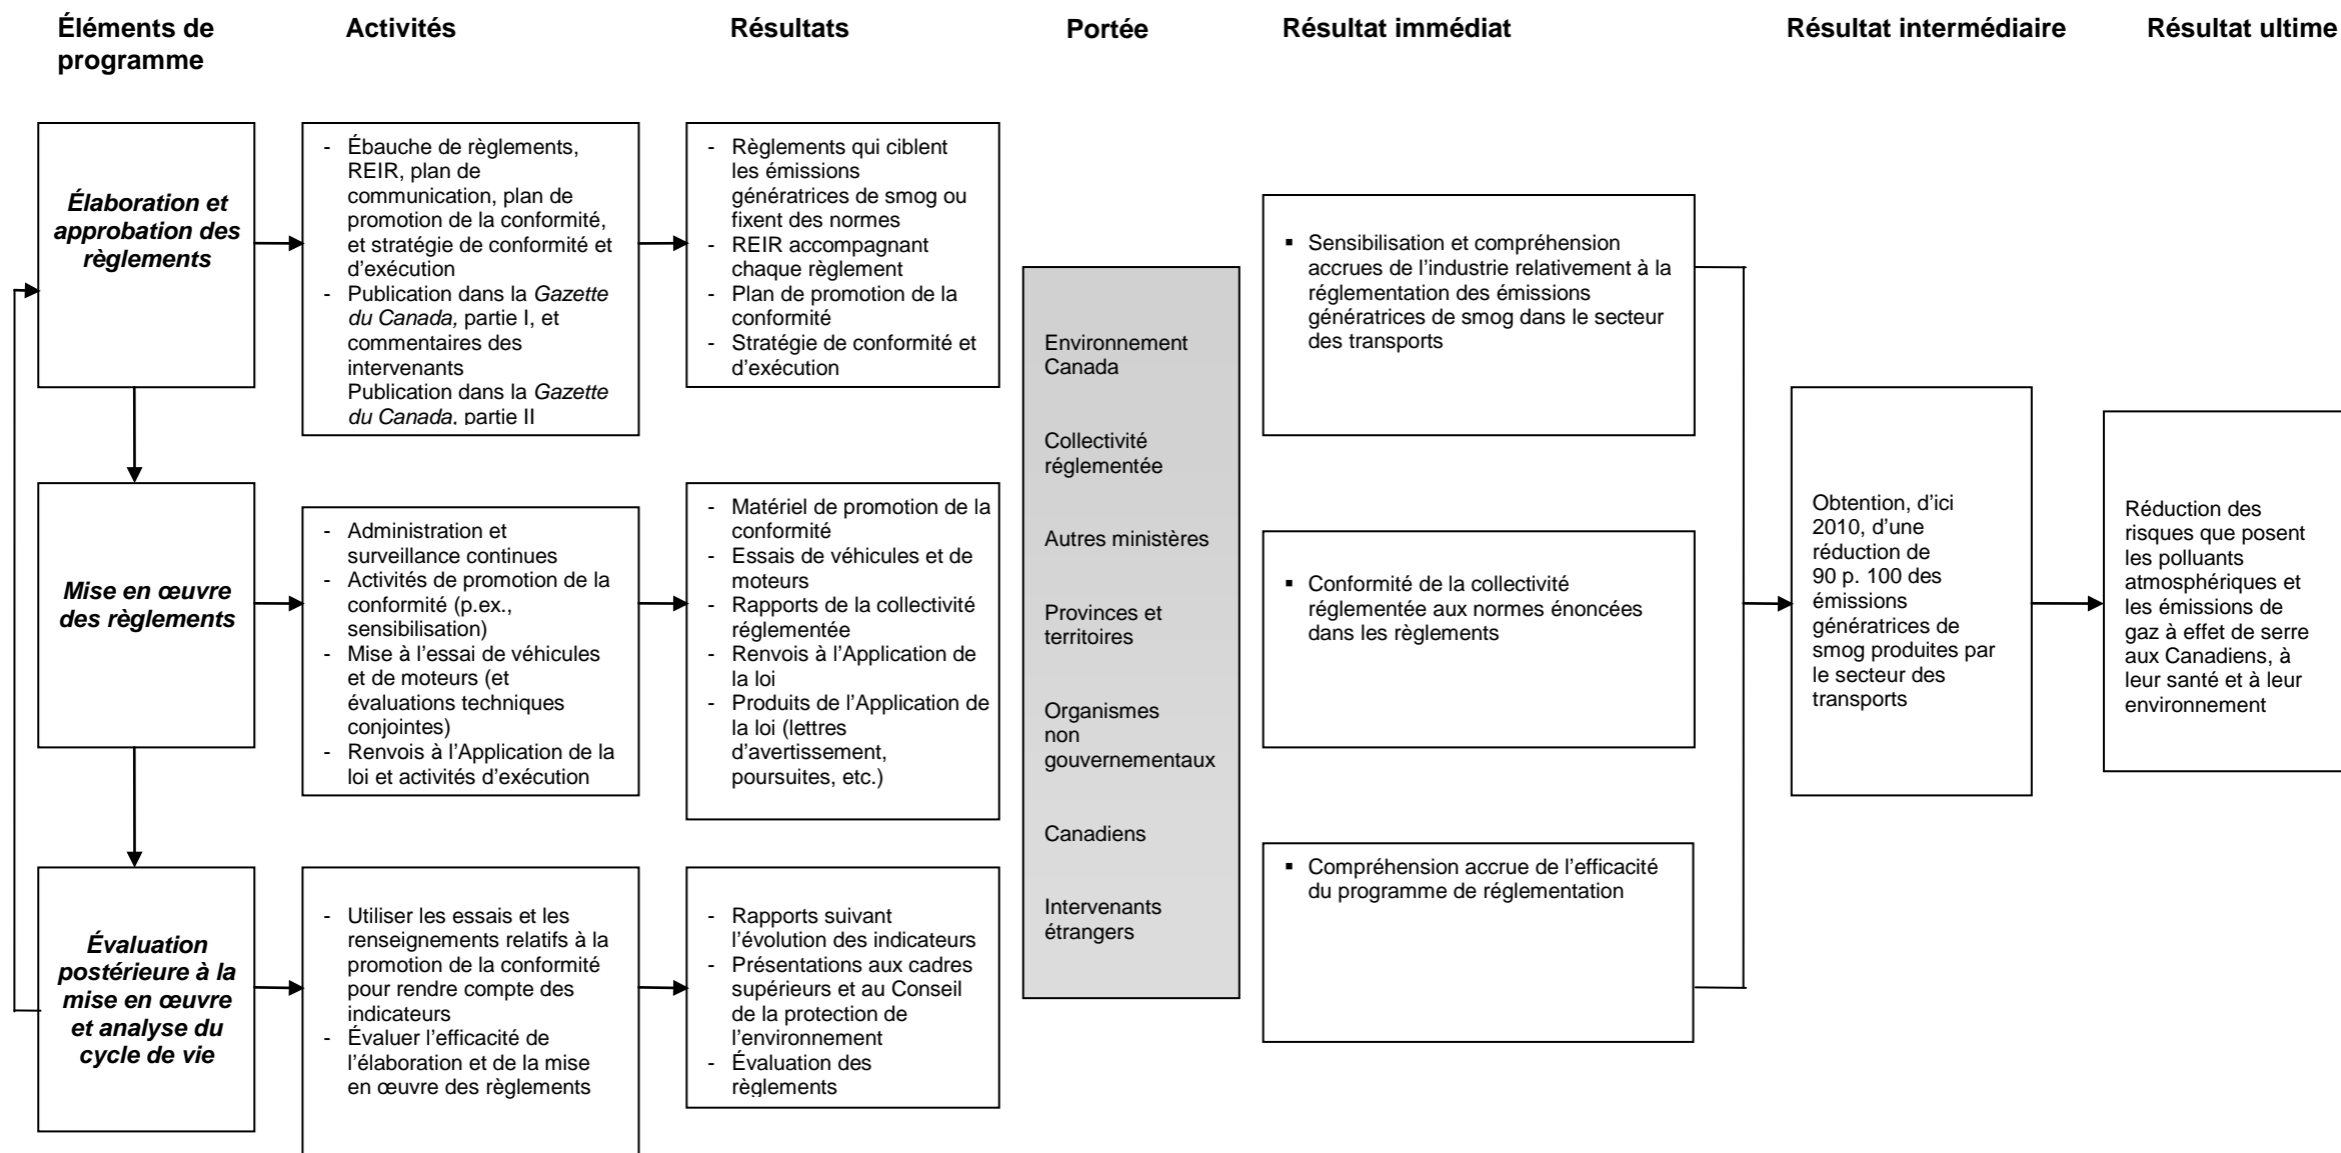 Éléments de
programme
Activités
Résultats
Portée
Résultat immédiat
Résultat intermédiaire
Résultat ultime
Élaboration et
approbation des
règlements
- Ébauche de règlements,
REIR, plan de
communication, plan de
promotion de la conformité,
et stratégie de conformité et
d'exécution
- Publication dans la Gazette
du Canada, partie I, et
commentaires des
intervenants
Publication dans la Gazette
du Canada, partie II
- Règlements qui ciblent
les émissions
génératrices de smog ou
fixent des normes
- REIR accompagnant
chaque règlement
- Plan de promotion de la
conformité
- Stratégie de conformité et
d'exécution
Mise en œuvre
des règlements
- Administration et
surveillance continues
- Activités de promotion de la
conformité (p.ex.,
sensibilisation)
- Mise à l'essai de véhicules
et de moteurs (et
évaluations techniques
conjointes)
- Renvois à l'Application de la
loi et activités d'exécution
- Matériel de promotion de la
conformité
- Essais de véhicules et de
moteurs
- Rapports de la collectivité
réglementée
- Renvois à l'Application de
la loi
- Produits de l'Application de
la loi (lettres
d'avertissement,
poursuites, etc.)
Évaluation
postérieure à la
mise en œuvre
et analyse du
cycle de vie
- Utiliser les essais et les
renseignements relatifs à la
promotion de la conformité
pour rendre compte des
indicateurs
- Évaluer l'efficacité de
l'élaboration et de la mise
en œuvre des règlements
- Rapports suivant
l'évolution des indicateurs
- Présentations aux cadres
supérieurs et au Conseil
de la protection de
l'environnement
- Évaluation des
règlements
Environnement
Canada
Collectivité
réglementée
Autres ministères
Provinces et
territoires
Organismes
non
gouvernementaux
Canadiens
Intervenants
étrangers
▪ Sensibilisation et compréhension
accrues de l'industrie relativement à la
réglementation des émissions
génératrices de smog dans le secteur
des transports
▪ Conformité de la collectivité
réglementée aux normes énoncées
dans les règlements
▪ Compréhension accrue de l'efficacité
du programme de réglementation
Obtention, d'ici
2010, d'une
réduction de
90 p. 100 des
émissions
génératrices de
smog produites par
le secteur des
transports
Réduction des
risques que posent
les polluants
atmosphériques et
les émissions de
gaz à effet de serre
aux Canadiens, à
leur santé et à leur
environnement